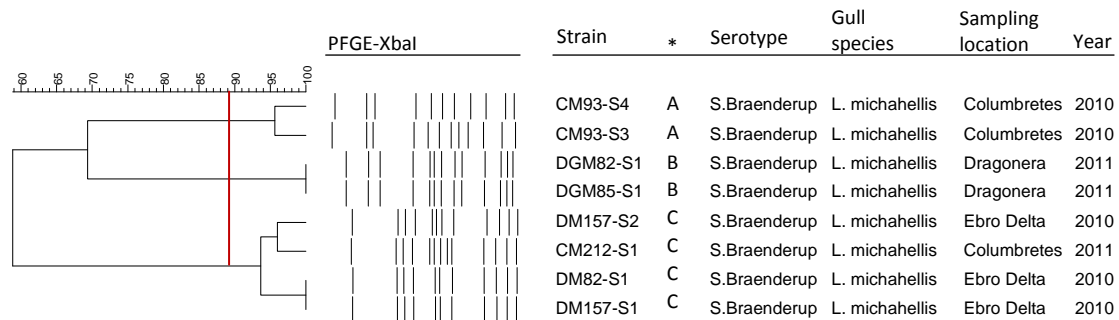 PFGE-XbaI Strain * Serotype Gull species Sampling location Year
60 65 70 75 80 85 90 95 100
CM93-S4 A S.Braenderup L. michahellis Columbretes 2010
CM93-S3 A S.Braenderup L. michahellis Columbretes 2010
DGM82-S1 B S.Braenderup L. michahellis Dragonera 2011
DGM85-S1 B S.Braenderup L. michahellis Dragonera 2011
DM157-S2 C S.Braenderup L. michahellis Ebro Delta 2010
CM212-S1 C S.Braenderup L. michahellis Columbretes 2011
DM82-S1 C S.Braenderup L. michahellis Ebro Delta 2010
DM157-S1 C S.Braenderup L. michahellis Ebro Delta 2010